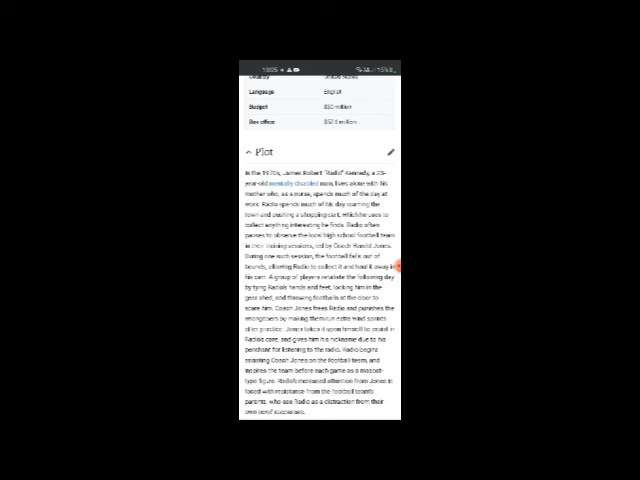 Language English
Budget $30 million
Box office $52.6 million
Plot
In the 1970s, James Robert "Radio" Kennedy, a 23-
year-old mentally disabled man, lives alone with his
mother who, as a nurse, spends much of the day at
work. Radio spends much of his day roaming the
town and pushing a shopping cart, which he uses to
collect anything interesting he finds. Radio often
pauses to observe the local high school football team
in their training sessions, led by Coach Harold Jones.
During one such session, the football falls out of
bounds, allowing Radio to collect it and haul it away in
his cart. A group of players retaliate the following day
by tying Radio's hands and feet, locking him in the
gear shed, and throwing footballs at the door to
scare him. Coach Jones frees Radio and punishes the
wrongdoers by making them run extra wind sprints
after practice. Jones takes it upon himself to assist in
Radio's care, and gives him his nickname due to his
penchant for listening to the radio. Radio begins
assisting Coach Jones on the football team, and
inspires the team before each game as a mascot-
type figure. Radio's increased attention from Jones is
faced with resistance from the football team's
parents, who see Radio as a distraction from their
own sons' successes.